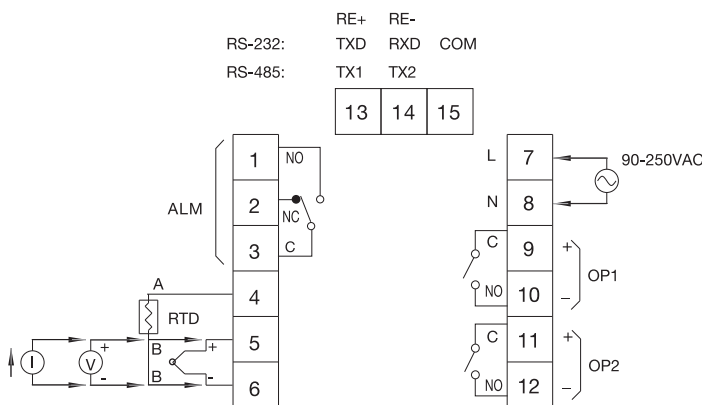 RE+ RE-
RS-232: TXD RXD COM
RS-485: TX1 TX2
13 14 15
1 NO
2 NC
3 C
ALM
4 A
RTD
5 B +
6 B -
I V + -
L 7 90-250VAC
N 8
C 9 +
OP1
NO 10 –
C 11 +
OP2
NO 12 –